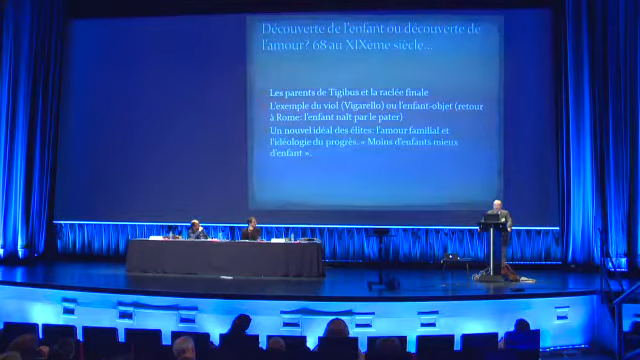 Découverte de l'enfant ou découverte de
l'amour? 68 au XIXème siècle...
Les parents de Tigibus et la raclée finale
L'exemple du viol (Vigarello) ou l'enfant-objet (retour
à Rome: l'enfant naît par le pater)
Un nouvel idéal des élites: l'amour familial et
l'idéologie du progrès. « Moins d'enfants mieux
d'enfant ».